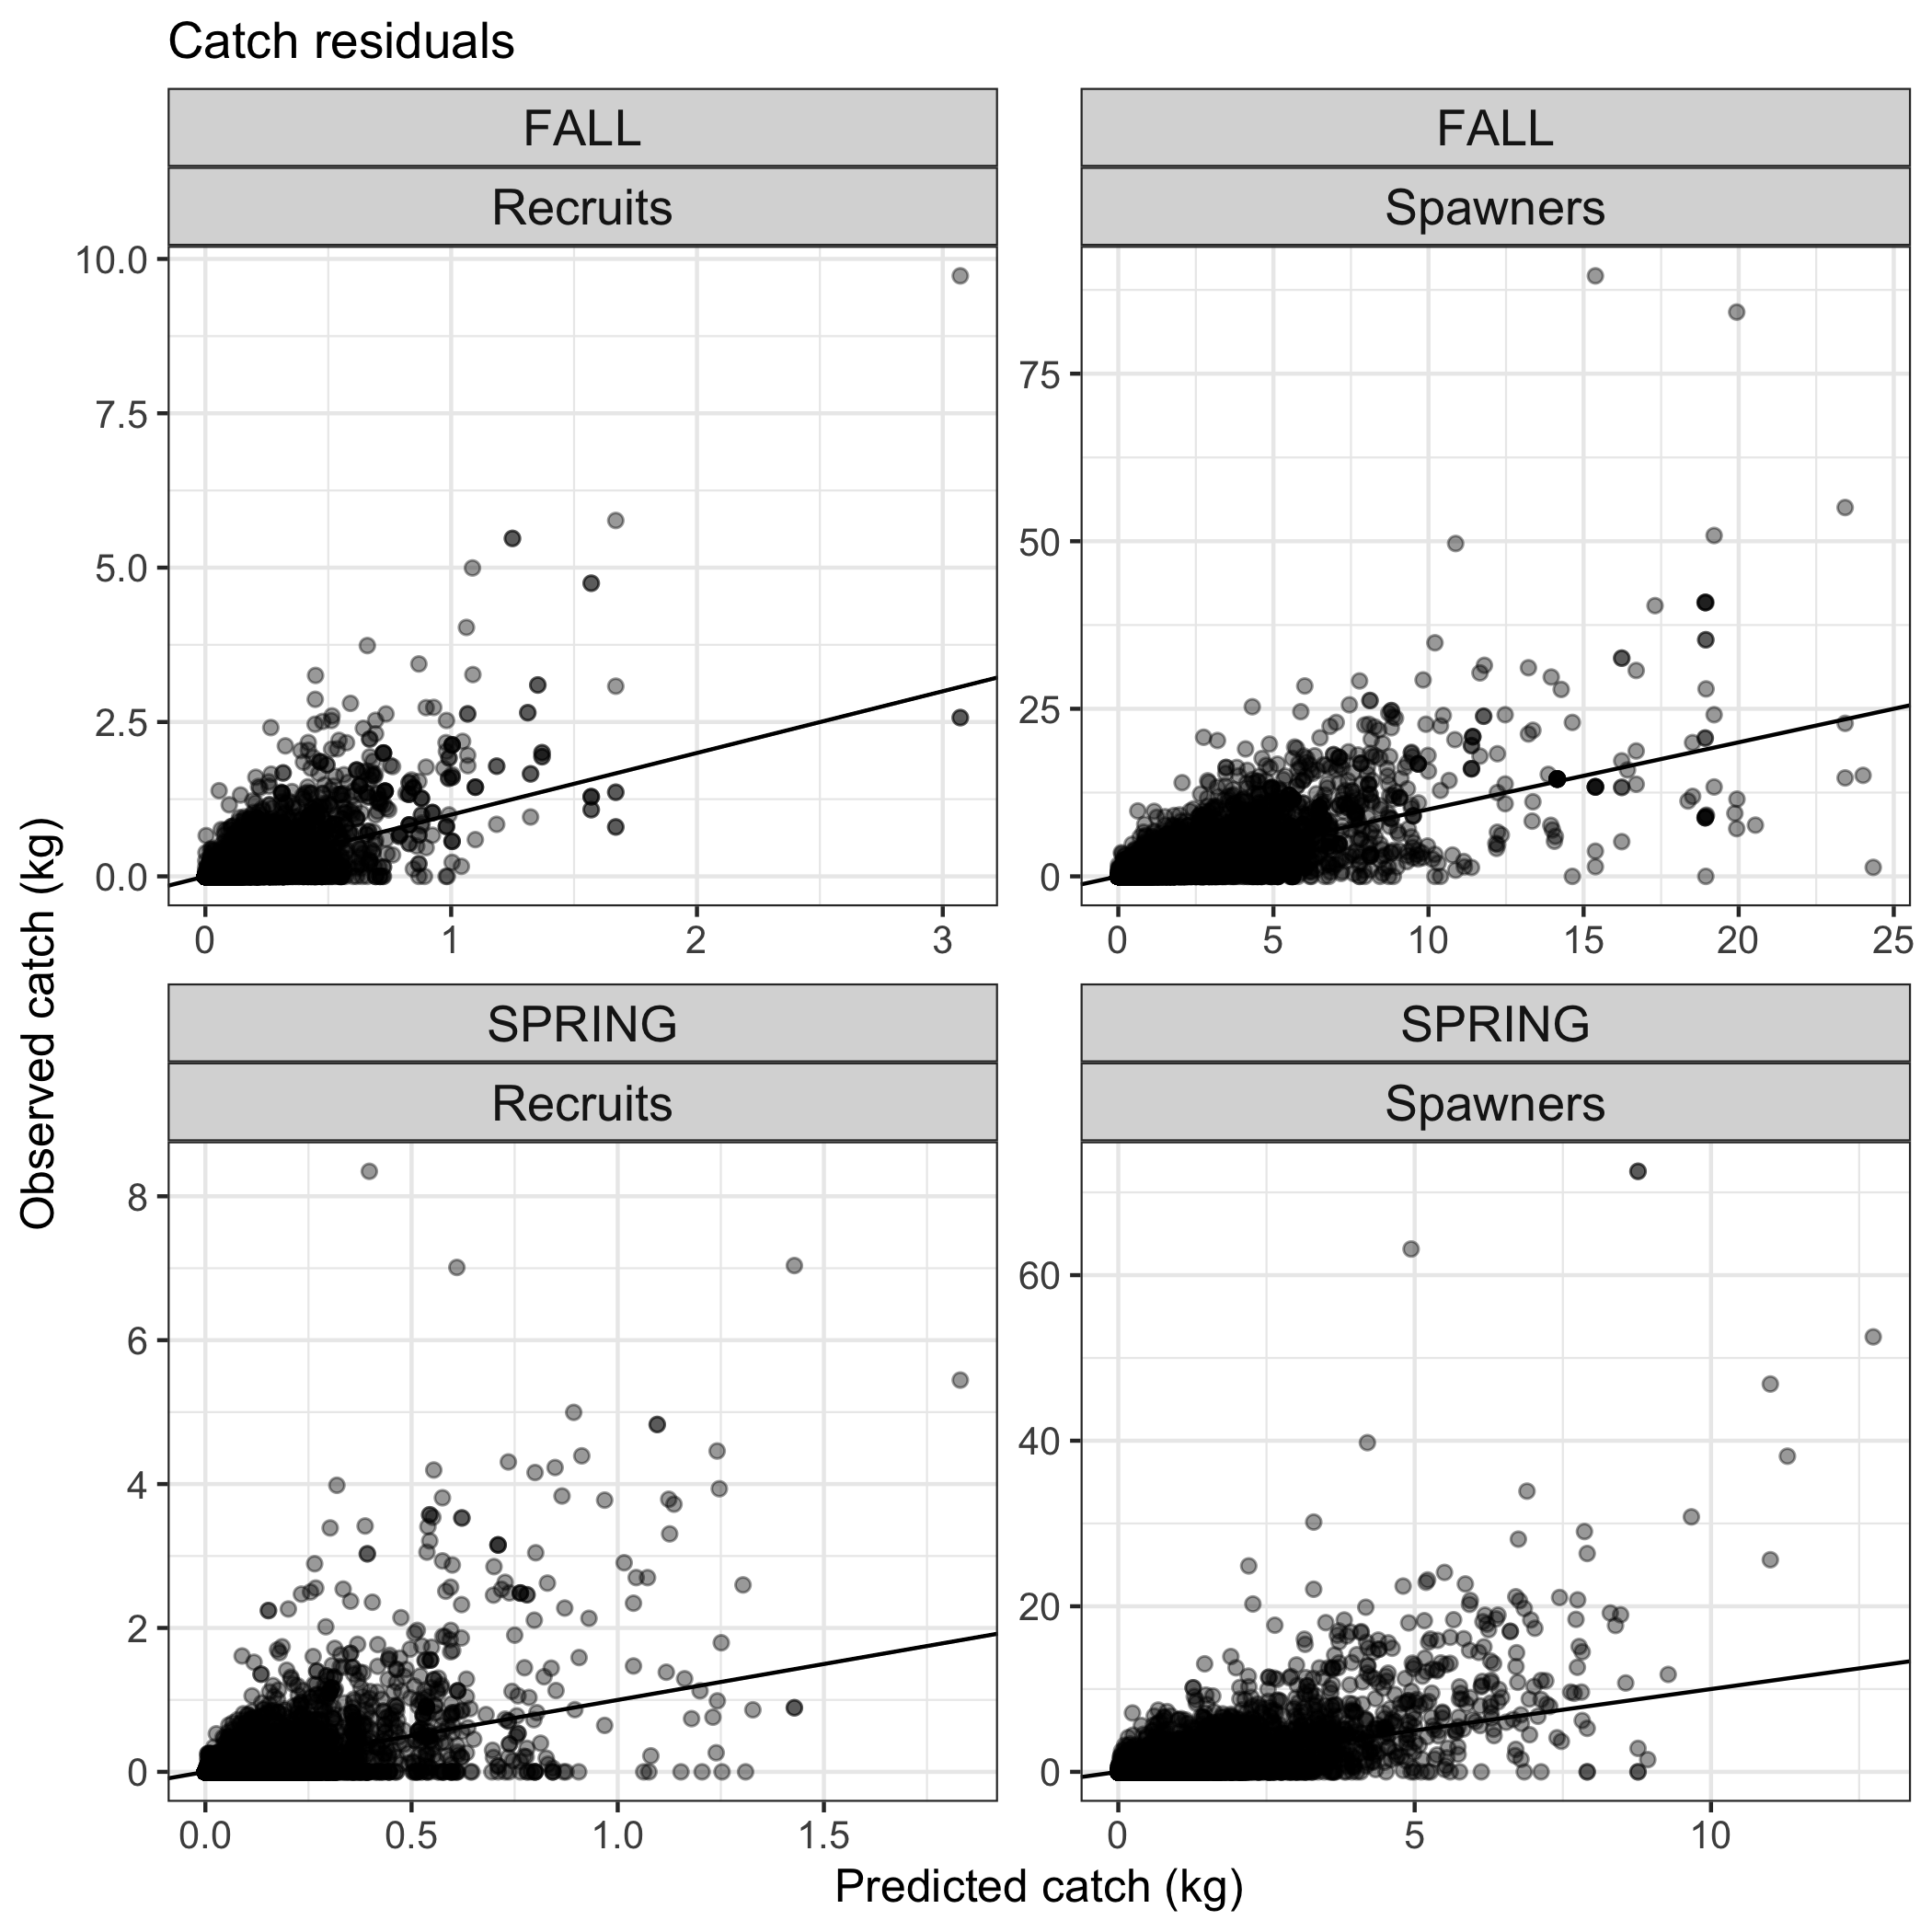 Catch residuals
FALL
Recruits
FALL
Spawners
10.0
7.5
5.0
2.5
0.0
0 1 2 3
75
50
25
0
0 5 10 15 20 25
SPRING
Recruits
SPRING
Spawners
8
6
4
2
0
0.0 0.5 1.0 1.5
60
40
20
0
0 5 10
Observed catch (kg)
Predicted catch (kg)